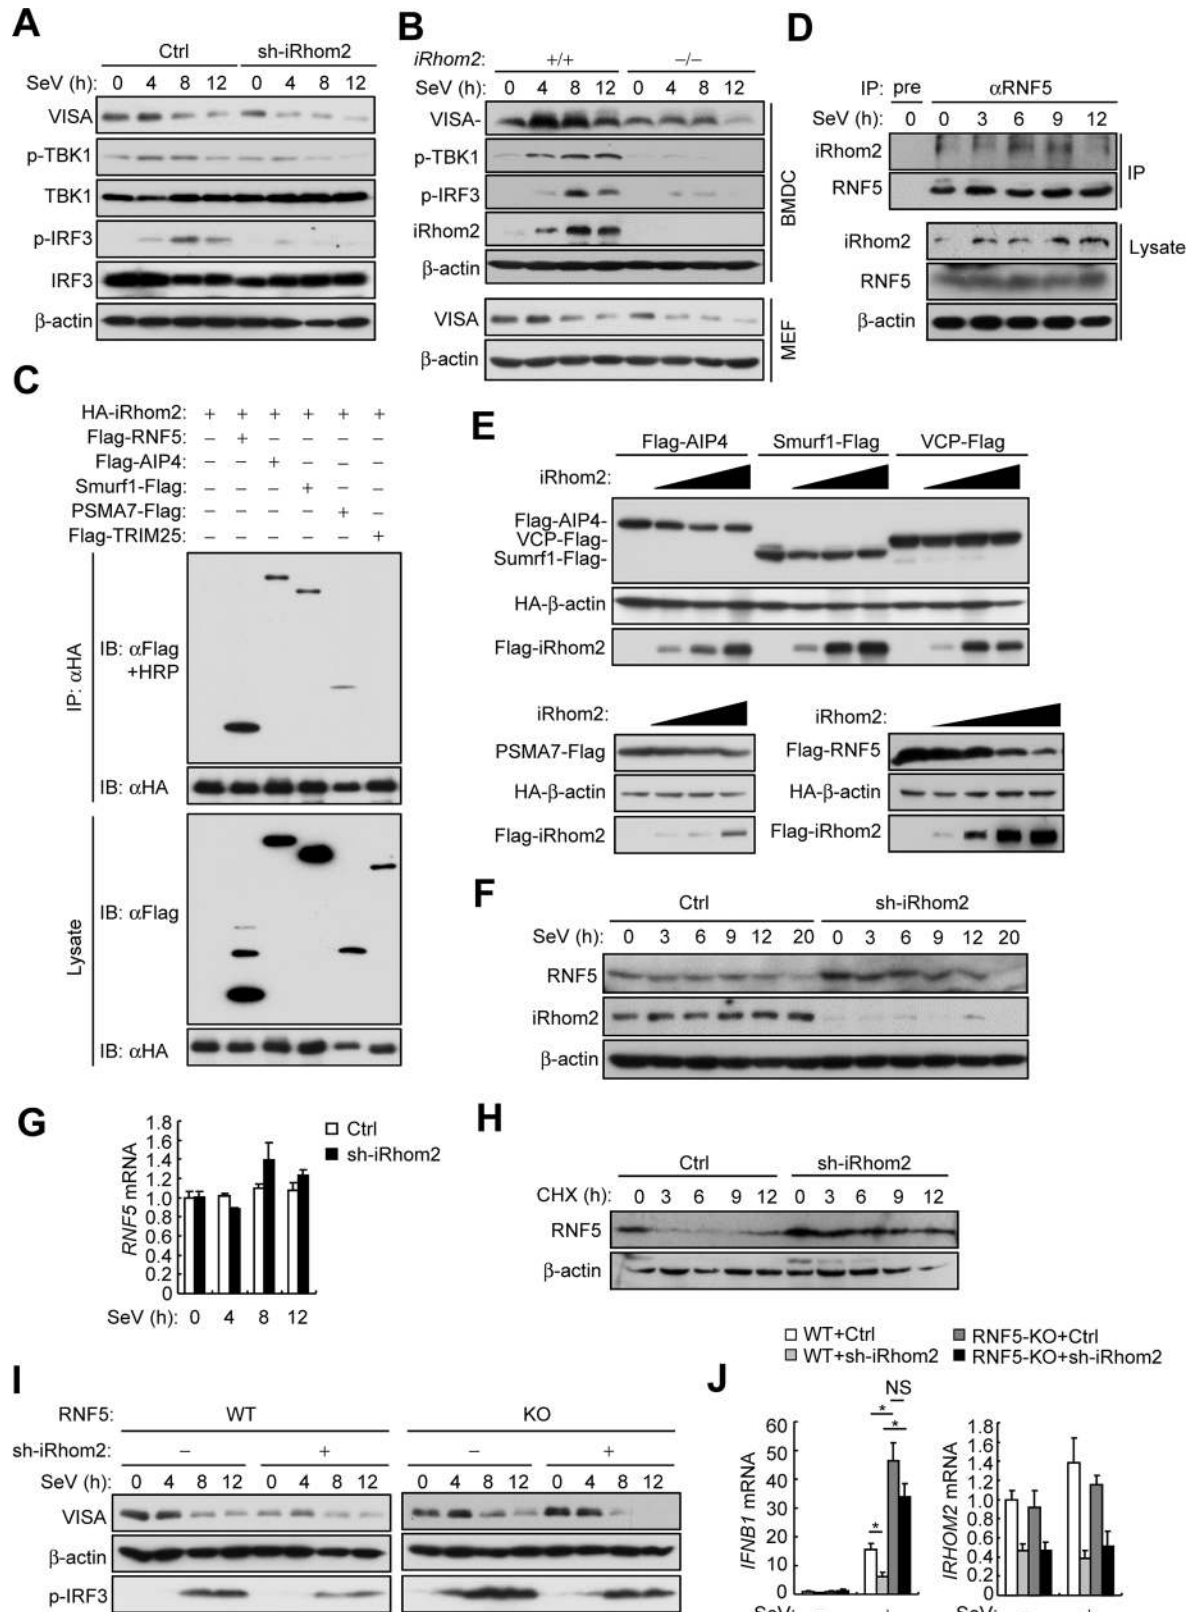 A
Ctrl sh-iRhom2
SeV (h): 0 4 8 12 0 4 8 12
VISA
p-TBK1
TBK1
p-IRF3
IRF3
β-actin
B
iRhom2: +/+ −/−
SeV (h): 0 4 8 12 0 4 8 12
VISA-
p-TBK1
p-IRF3
iRhom2
β-actin
BMDC
VISA
β-actin
MEF
D
IP: pre αRNF5
SeV (h): 0 0 3 6 9 12
iRhom2
RNF5
IP
iRhom2
RNF5
β-actin
Lysate
C
HA-iRhom2: + + + + + +
Flag-RNF5: − + − − − −
Flag-AIP4: − − + − − −
Smurf1-Flag: − − − + − −
PSMA7-Flag: − − − − + −
Flag-TRIM25: − − − − − +
IP: αHA
IB: αFlag
+HRP
IB: αHA
Lysate
IB: αFlag
IB: αHA
E
Flag-AIP4 Smurf1-Flag VCP-Flag
iRhom2:
Flag-AIP4-
VCP-Flag-
Sumrf1-Flag-
HA-β-actin
Flag-iRhom2
iRhom2:
PSMA7-Flag
HA-β-actin
Flag-iRhom2
iRhom2:
Flag-RNF5
HA-β-actin
Flag-iRhom2
F
Ctrl sh-iRhom2
SeV (h): 0 3 6 9 12 20 0 3 6 9 12 20
RNF5
iRhom2
β-actin
G
RNF5 mRNA
1.8
1.6
1.4
1.2
1.0
0.8
0.6
0.4
0.2
0
Ctrl
sh-iRhom2
SeV (h): 0 4 8 12
H
Ctrl sh-iRhom2
CHX (h): 0 3 6 9 12 0 3 6 9 12
RNF5
β-actin
I
RNF5: WT KO
sh-iRhom2: − + − +
SeV (h): 0 4 8 12 0 4 8 12 0 4 8 12 0 4 8 12
VISA
β-actin
p-IRF3
J
WT+Ctrl RNF5-KO+Ctrl
WT+sh-iRhom2 RNF5-KO+sh-iRhom2
IFNB1 mRNA
60
50
40
30
20
10
0
NS
* *
*
IRHOM2 mRNA
1.8
1.6
1.4
1.2
1.0
0.8
0.6
0.4
0.2
0